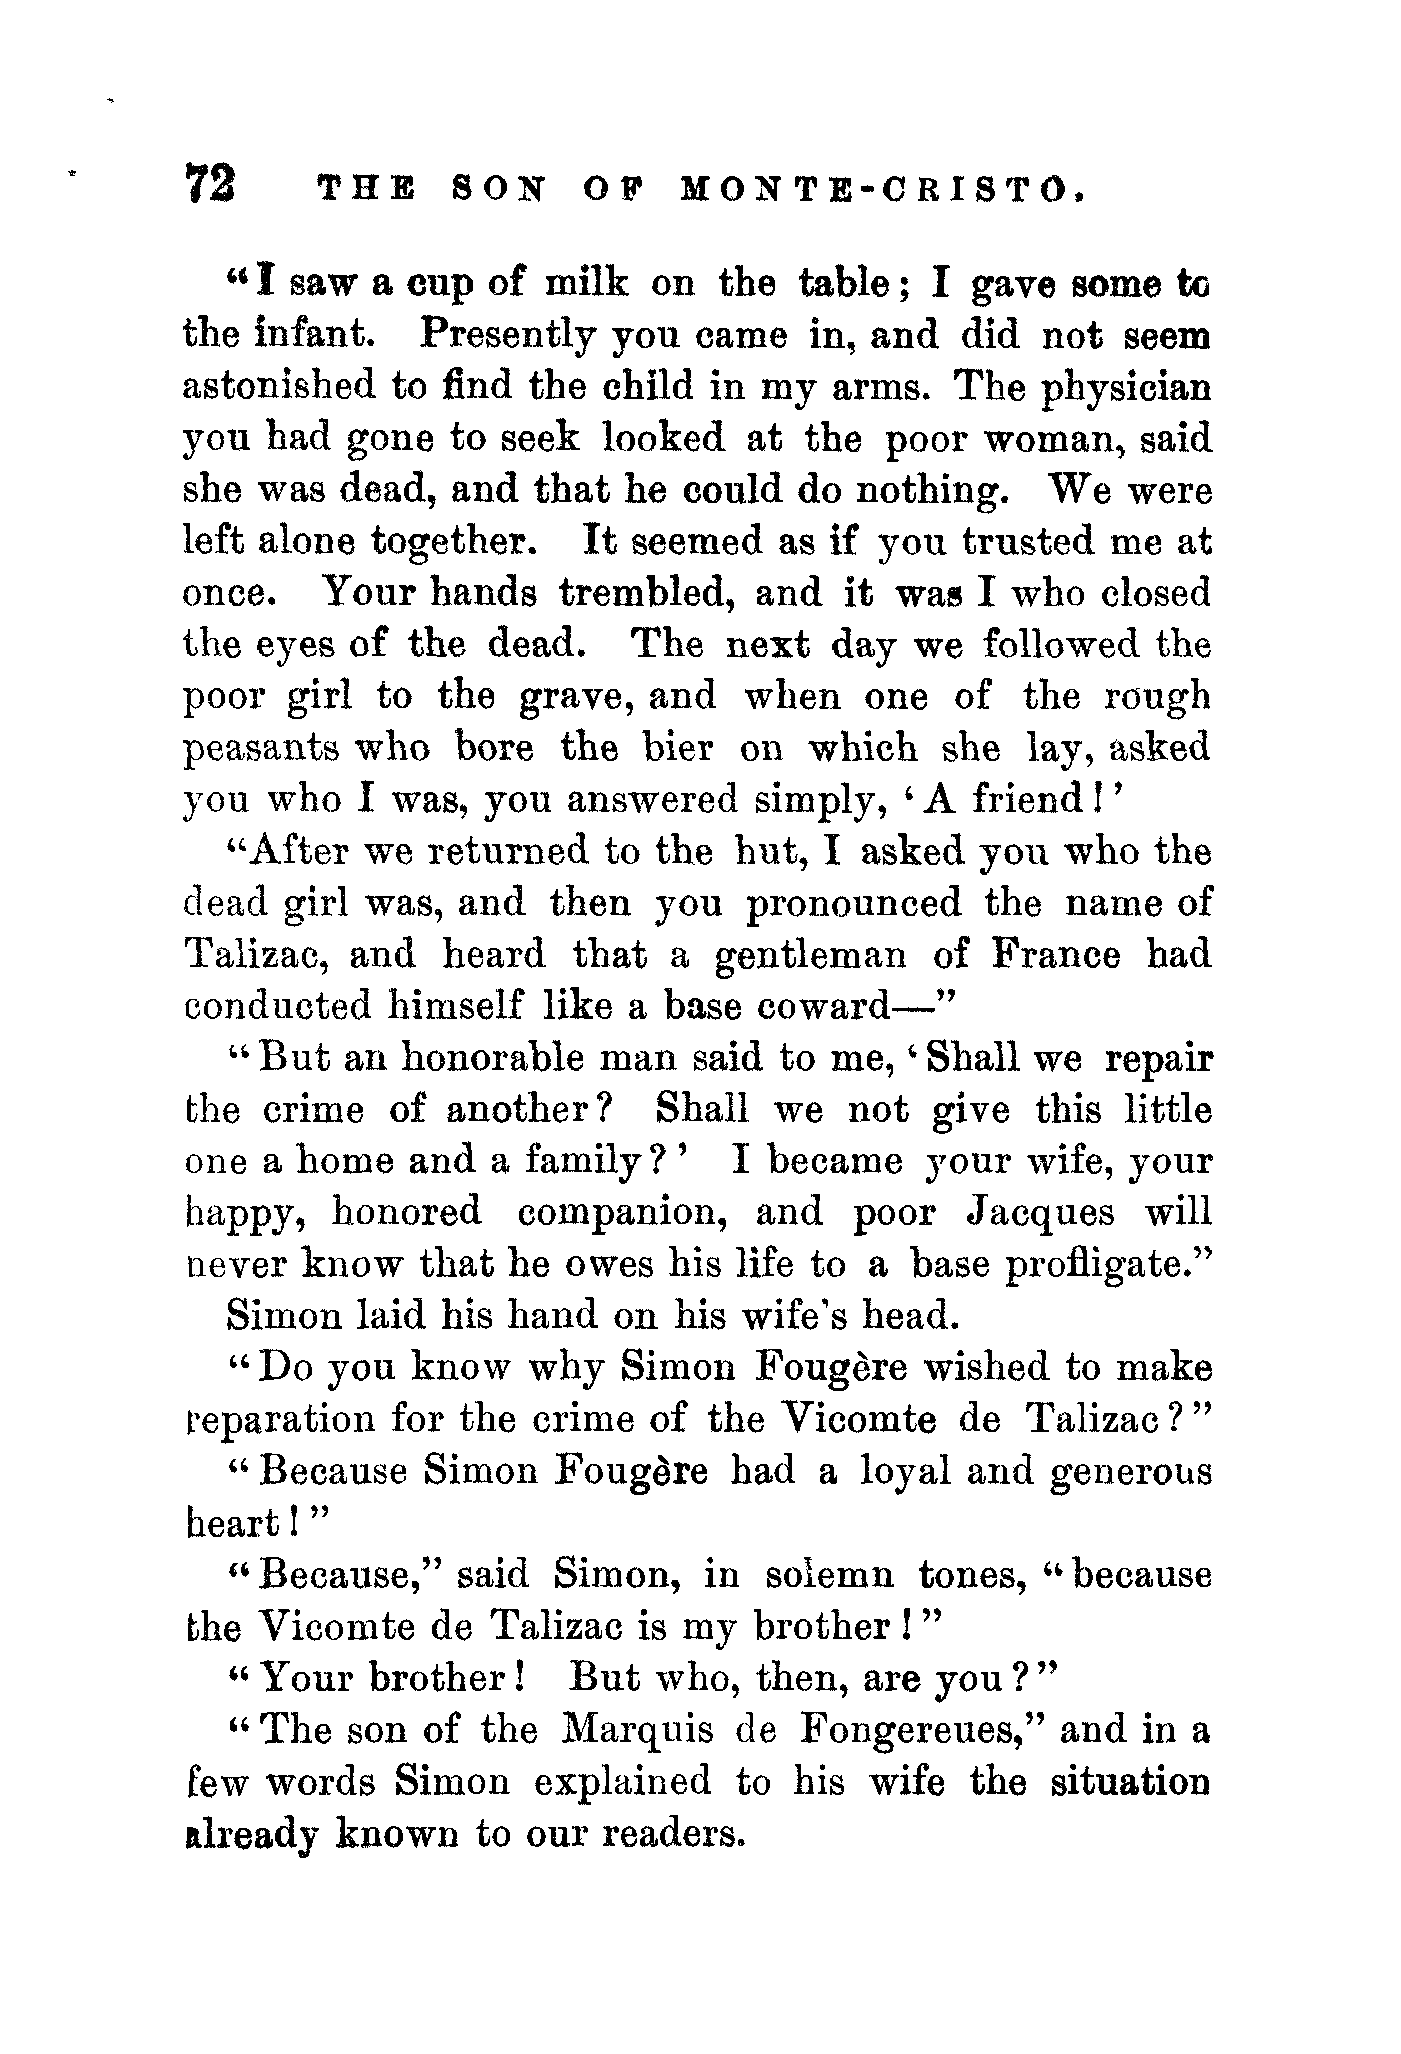 72 THE SON OF MONTE-CRISTO.
“I saw a cup of milk on the table; I gave some to
the infant. Presently you came in, and did not seem
astonished to find the child in my arms. The physician
you had gone to seek looked at the poor woman, said
she was dead, and that he could do nothing. We were
left alone together. It seemed as if you trusted me at
once. Your hands trembled, and it was I who closed
the eyes of the dead. The next day we followed the
poor girl to the grave, and when one of the rough
peasants who bore the bier on which she lay, asked
you who I was, you answered simply, ‘A friend!’
“After we returned to the hut, I asked you who the
dead girl was, and then you pronounced the name of
Talizac, and heard that a gentleman of France had
conducted himself like a base coward—”
“But an honorable man said to me, ‘Shall we repair
the crime of another? Shall we not give this little
one a home and a family?’ I became your wife, your
happy, honored companion, and poor Jacques will
never know that he owes his life to a base profligate.”
Simon laid his hand on his wife's head.
“Do you know why Simon Fougère wished to make
reparation for the crime of the Vicomte de Talizac?”
“Because Simon Fougère had a loyal and generous
heart!”
“Because,” said Simon, in solemn tones, “because
the Vicomte de Talizac is my brother!”
“Your brother! But who, then, are you?”
“The son of the Marquis de Fongereues,” and in a
few words Simon explained to his wife the situation
already known to our readers.